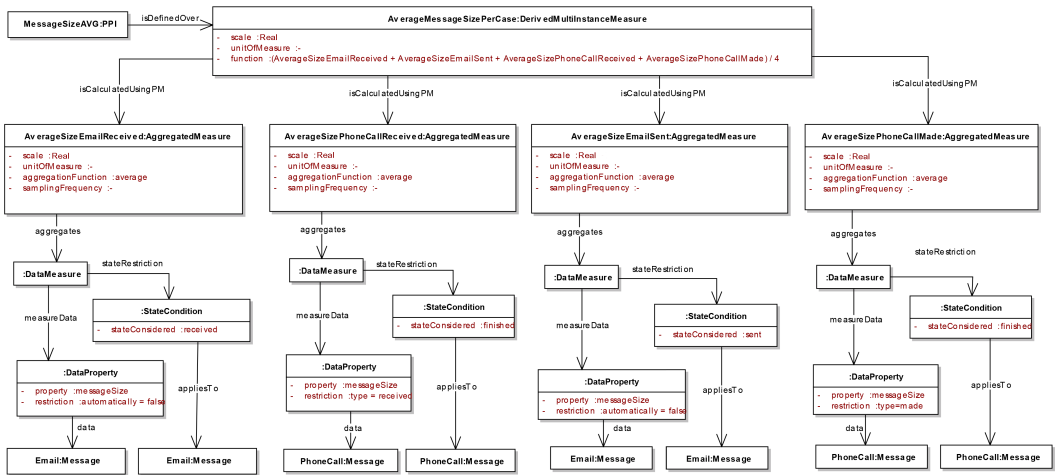 MessageSizeAVG:PPI
isDefinedOver
AverageMessageSizePerCase:DerivedMultiInstanceMeasure
- scale :Real
- unitOfMeasure :-
- function :(AverageSizeEmailReceived + AverageSizeEmailSent + AverageSizePhoneCallReceived + AverageSizePhoneCallMade) / 4
isCalculatedUsingPM
isCalculatedUsingPM
isCalculatedUsingPM
isCalculatedUsingPM
AverageSizeEmailReceived:AggregatedMeasure
- scale :Real
- unitOfMeasure :-
- aggregationFunction :average
- samplingFrequency :-
aggregates
:DataMeasure
stateRestriction
:StateCondition
- stateConsidered :received
measureData
:DataProperty
- property :messageSize
- restriction :automatically = false
appliesTo
data
Email:Message
Email:Message
AverageSizePhoneCallReceived:AggregatedMeasure
- scale :Real
- unitOfMeasure :-
- aggregationFunction :average
- samplingFrequency :-
aggregates
:DataMeasure
stateRestriction
:StateCondition
- stateConsidered :finished
measureData
:DataProperty
- property :messageSize
- restriction :type = received
appliesTo
data
PhoneCall:Message
PhoneCall:Message
AverageSizeEmailSent:AggregatedMeasure
- scale :Real
- unitOfMeasure :-
- aggregationFunction :average
- samplingFrequency :-
aggregates
:DataMeasure
stateRestriction
:StateCondition
- stateConsidered :sent
measureData
:DataProperty
- property :messageSize
- restriction :automatically = false
appliesTo
data
Email:Message
Email:Message
AverageSizePhoneCallMade:AggregatedMeasure
- scale :Real
- unitOfMeasure :-
- aggregationFunction :average
- samplingFrequency :-
aggregates
:DataMeasure
stateRestriction
:StateCondition
- stateConsidered :finished
measureData
:DataProperty
- property :messageSize
- restriction :type=made
appliesTo
data
PhoneCall:Message
PhoneCall:Message